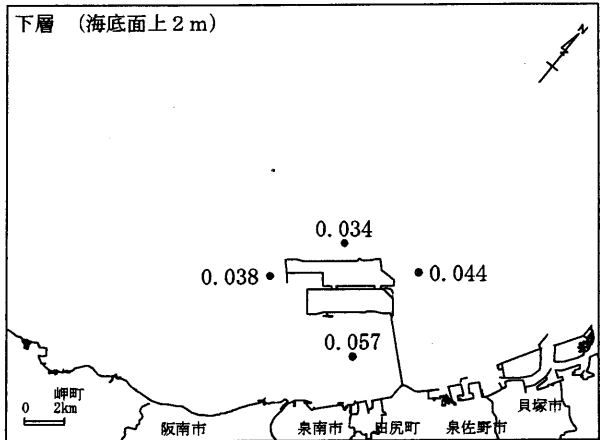 下層 （海底面上２ｍ）
N
0.034
0.038
0.044
0.057
岬町
0 2km
阪南市
泉南市
田尻町
泉佐野市
貝塚市